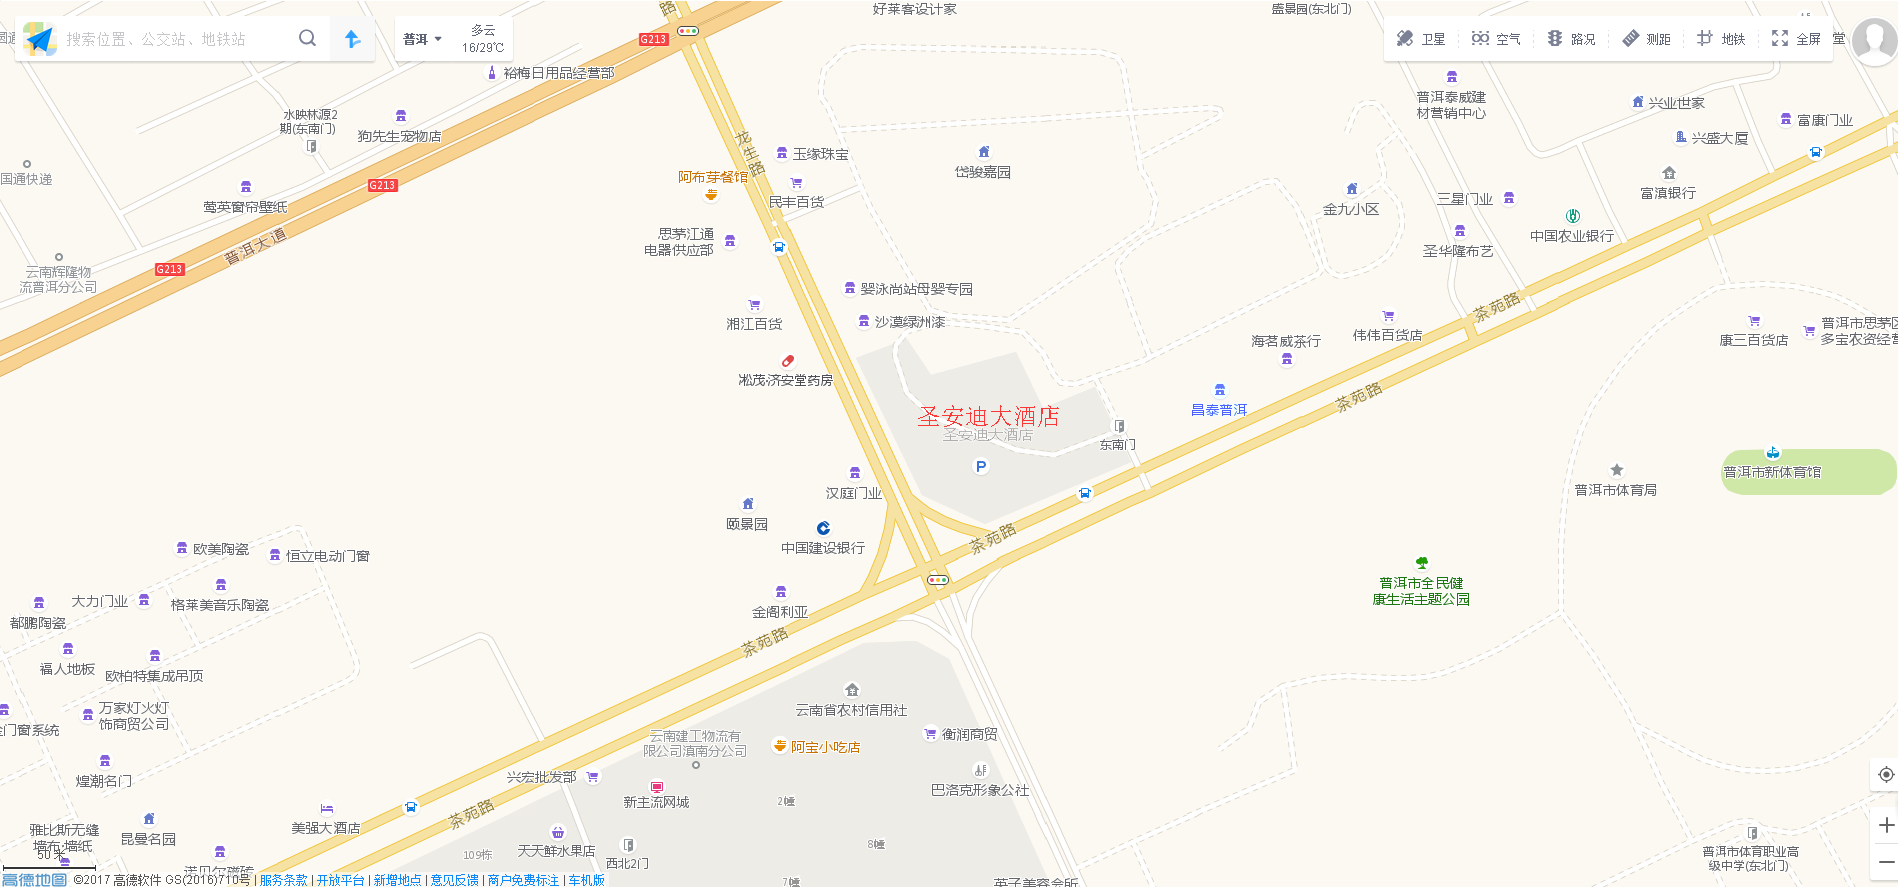 搜索位置、公交站、地铁站
普洱
多云
16/29℃
好莱客设计家
盛景园(东北门)
卫星
空气
路况
测距
地铁
全屏
堂
路
G213
裕梅日用品经营部
水映林源2
期(东南门)
狗先生宠物店
国通快递
G213
莺英窗帘壁纸
普洱大道
G213
云南辉隆物
流普洱分公司
龙生路
玉缘珠宝
阿布芽餐馆
民丰百货
思茅江通
电器供应部
岱骏嘉园
金九小区
普洱泰威建
材营销中心
兴业世家
富康门业
兴盛大厦
富滇银行
三星门业
中国农业银行
圣华隆布艺
婴泳尚站母婴专园
沙漠绿洲漆
湘江百货
凇茂济安堂药房
海茗威茶行
伟伟百货店
茶苑路
康三百货店
普洱市思茅区
多宝农资经营
茶苑路
昌泰普洱
圣安迪大酒店
圣安迪大酒店
东南门
P
普洱市体育局
普洱市新体育馆
汉庭门业
颐景园
中国建设银行
茶苑路
金阁利亚
普洱市全民健
康生活主题公园
欧美陶瓷
恒立电动门窗
大力门业
格莱美音乐陶瓷
都鹏陶瓷
福人地板
欧柏特集成吊顶
茶苑路
万家灯火灯
饰商贸公司
门窗系统
煌潮名门
云南省农村信用社
云南建工物流有
限公司滇南分公司
阿宝小吃店
衡润商贸
兴宏批发部
新主流网城
巴洛克形象公社
2幢
茶苑路
美强大酒店
昆曼名园
雅比斯无缝
墙布·墙纸
诺贝尔磁砖
109栋
天天鲜水果店
西北2门
8幢
7幢
英子美容会所
普洱市体育职业高
级中学(东北门)
50 米
高德地图 ©2017 高德软件 GS(2016)710号 | 服务条款 | 开放平台 | 新增地点 | 意见反馈 | 商户免费标注 | 车机版